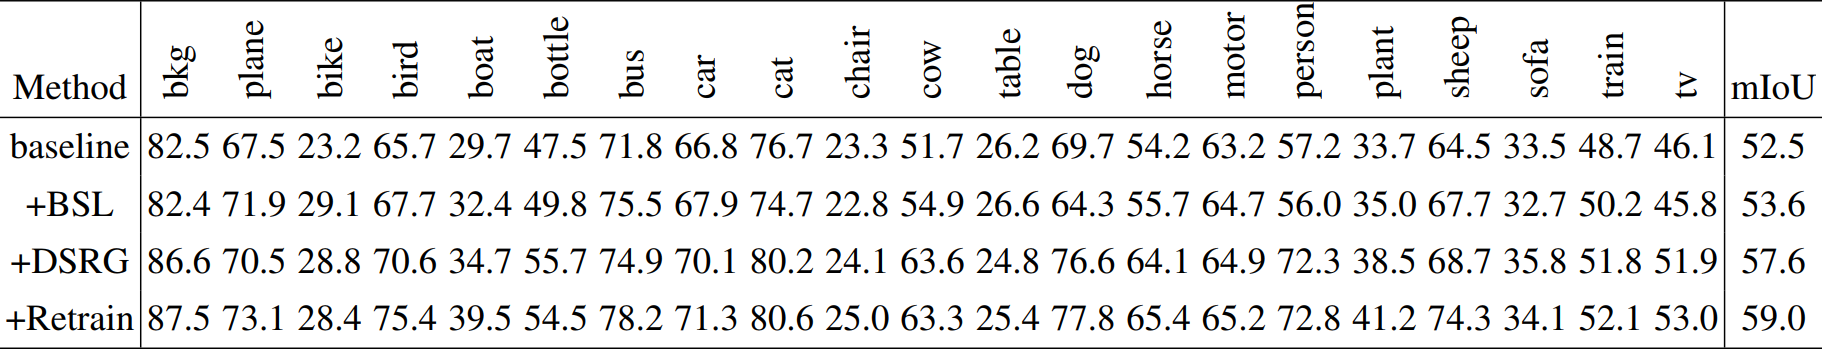 Method bkg plane bike bird boat bottle bus car cat chair cow table dog horse motor person plant sheep sofa train tv mIoU
baseline 82.5 67.5 23.2 65.7 29.7 47.5 71.8 66.8 76.7 23.3 51.7 26.2 69.7 54.2 63.2 57.2 33.7 64.5 33.5 48.7 46.1 52.5
+BSL 82.4 71.9 29.1 67.7 32.4 49.8 75.5 67.9 74.7 22.8 54.9 26.6 64.3 55.7 64.7 56.0 35.0 67.7 32.7 50.2 45.8 53.6
+DSRG 86.6 70.5 28.8 70.6 34.7 55.7 74.9 70.1 80.2 24.1 63.6 24.8 76.6 64.1 64.9 72.3 38.5 68.7 35.8 51.8 51.9 57.6
+Retrain 87.5 73.1 28.4 75.4 39.5 54.5 78.2 71.3 80.6 25.0 63.3 25.4 77.8 65.4 65.2 72.8 41.2 74.3 34.1 52.1 53.0 59.0